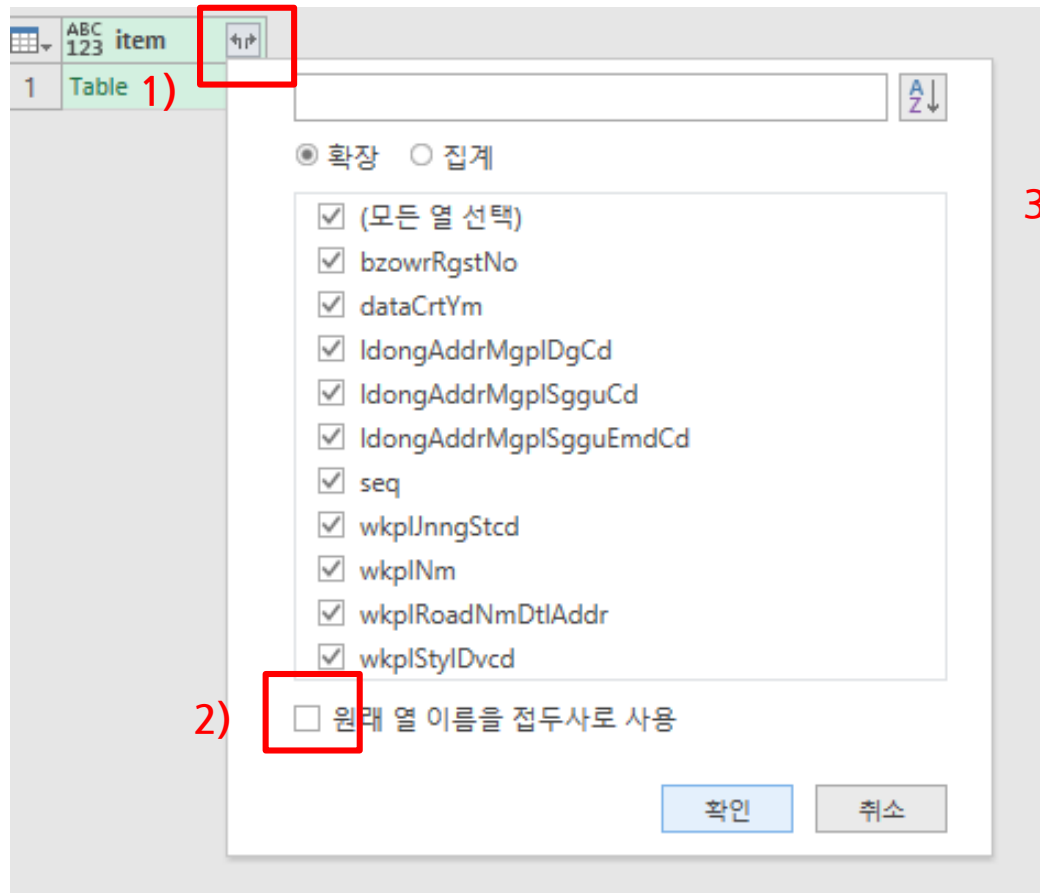 ABC
123 item
1 Table 1)
A
Z
확장 집계
3
(모든 열 선택)
bzowrRgstNo
dataCrtYm
ldongAddrMgplDgCd
ldongAddrMgplSgguCd
ldongAddrMgplSgguEmdCd
seq
wkplJnngStcd
wkplNm
wkplRoadNmDtlAddr
wkplStylDvcd
2) 원래 열 이름을 접두사로 사용
확인 취소